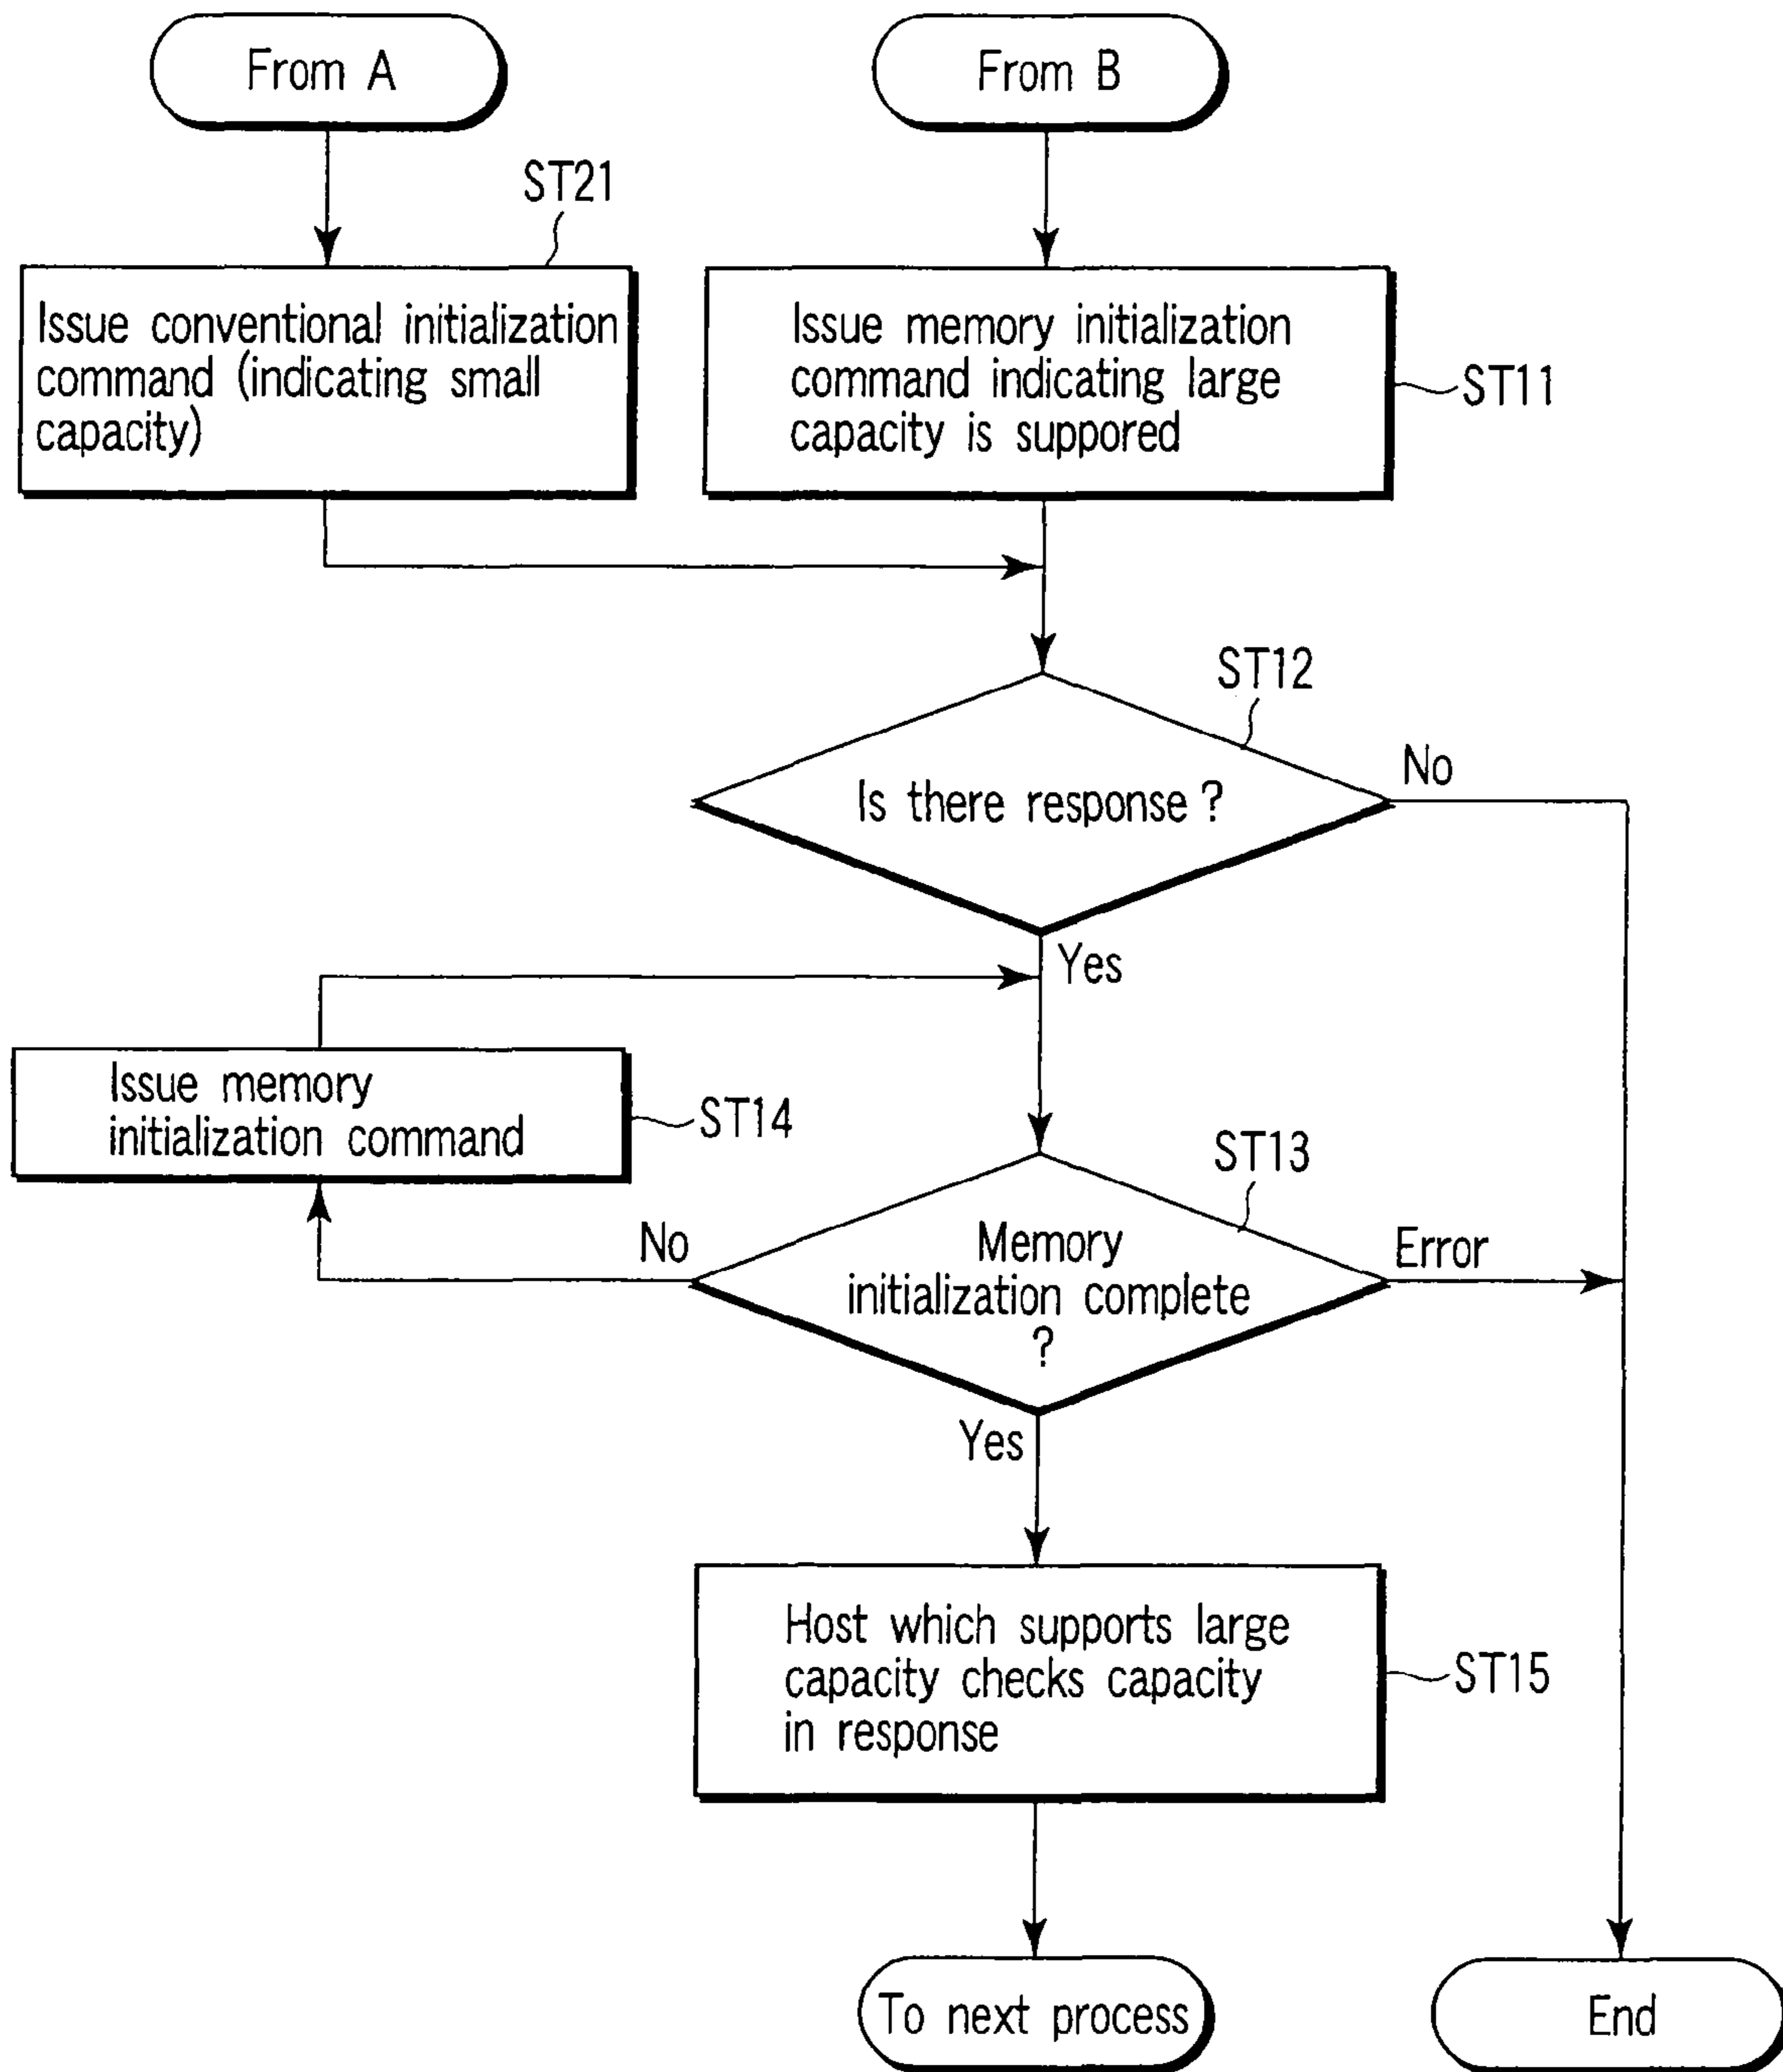 From A
From B
ST21
Issue conventional initialization
command (indicating small
capacity)
Issue memory initialization
command indicating large
capacity is suppored
ST11
ST12
Is there response ?
No
Yes
Issue memory
initialization command
ST14
ST13
No
Memory
initialization complete
?
Error
Yes
Host which supports large
capacity checks capacity
in response
ST15
To next process
End